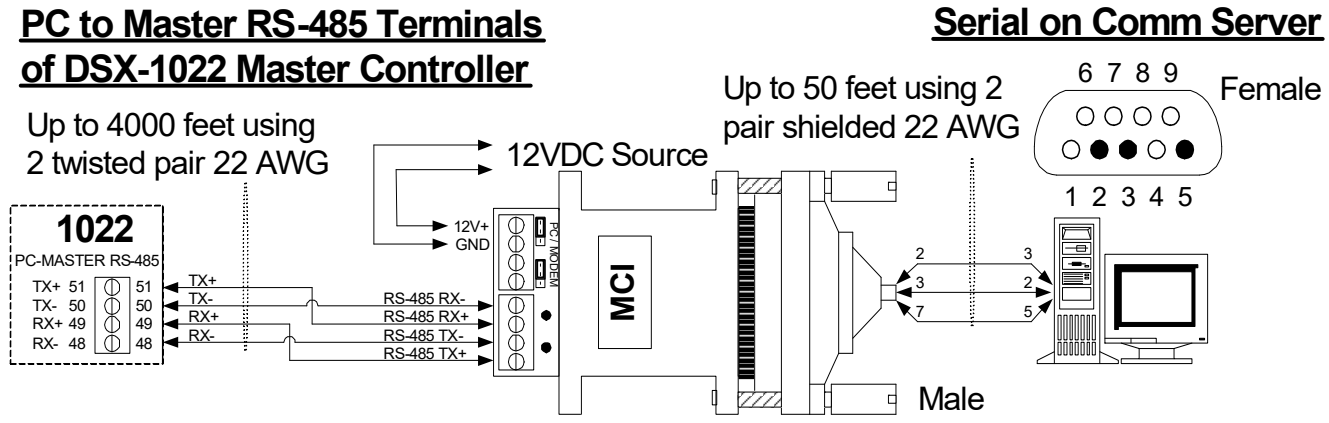 PC to Master RS-485 Terminals
of DSX-1022 Master Controller
Serial on Comm Server
Up to 4000 feet using
2 twisted pair 22 AWG
12VDC Source
Up to 50 feet using 2
pair shielded 22 AWG
6 7 8 9
Female
1 2 3 4 5
1022
PC-MASTER RS-485
TX+ 51 51 TX+
TX- 50 50 TX-
RX+ 49 49 RX+
RX- 48 48 RX-
12V+
GND
PC / MODEM
RS-485 RX-
RS-485 RX+
RS-485 TX-
RS-485 TX+
MCI
2 3
3 2
7 5
Male